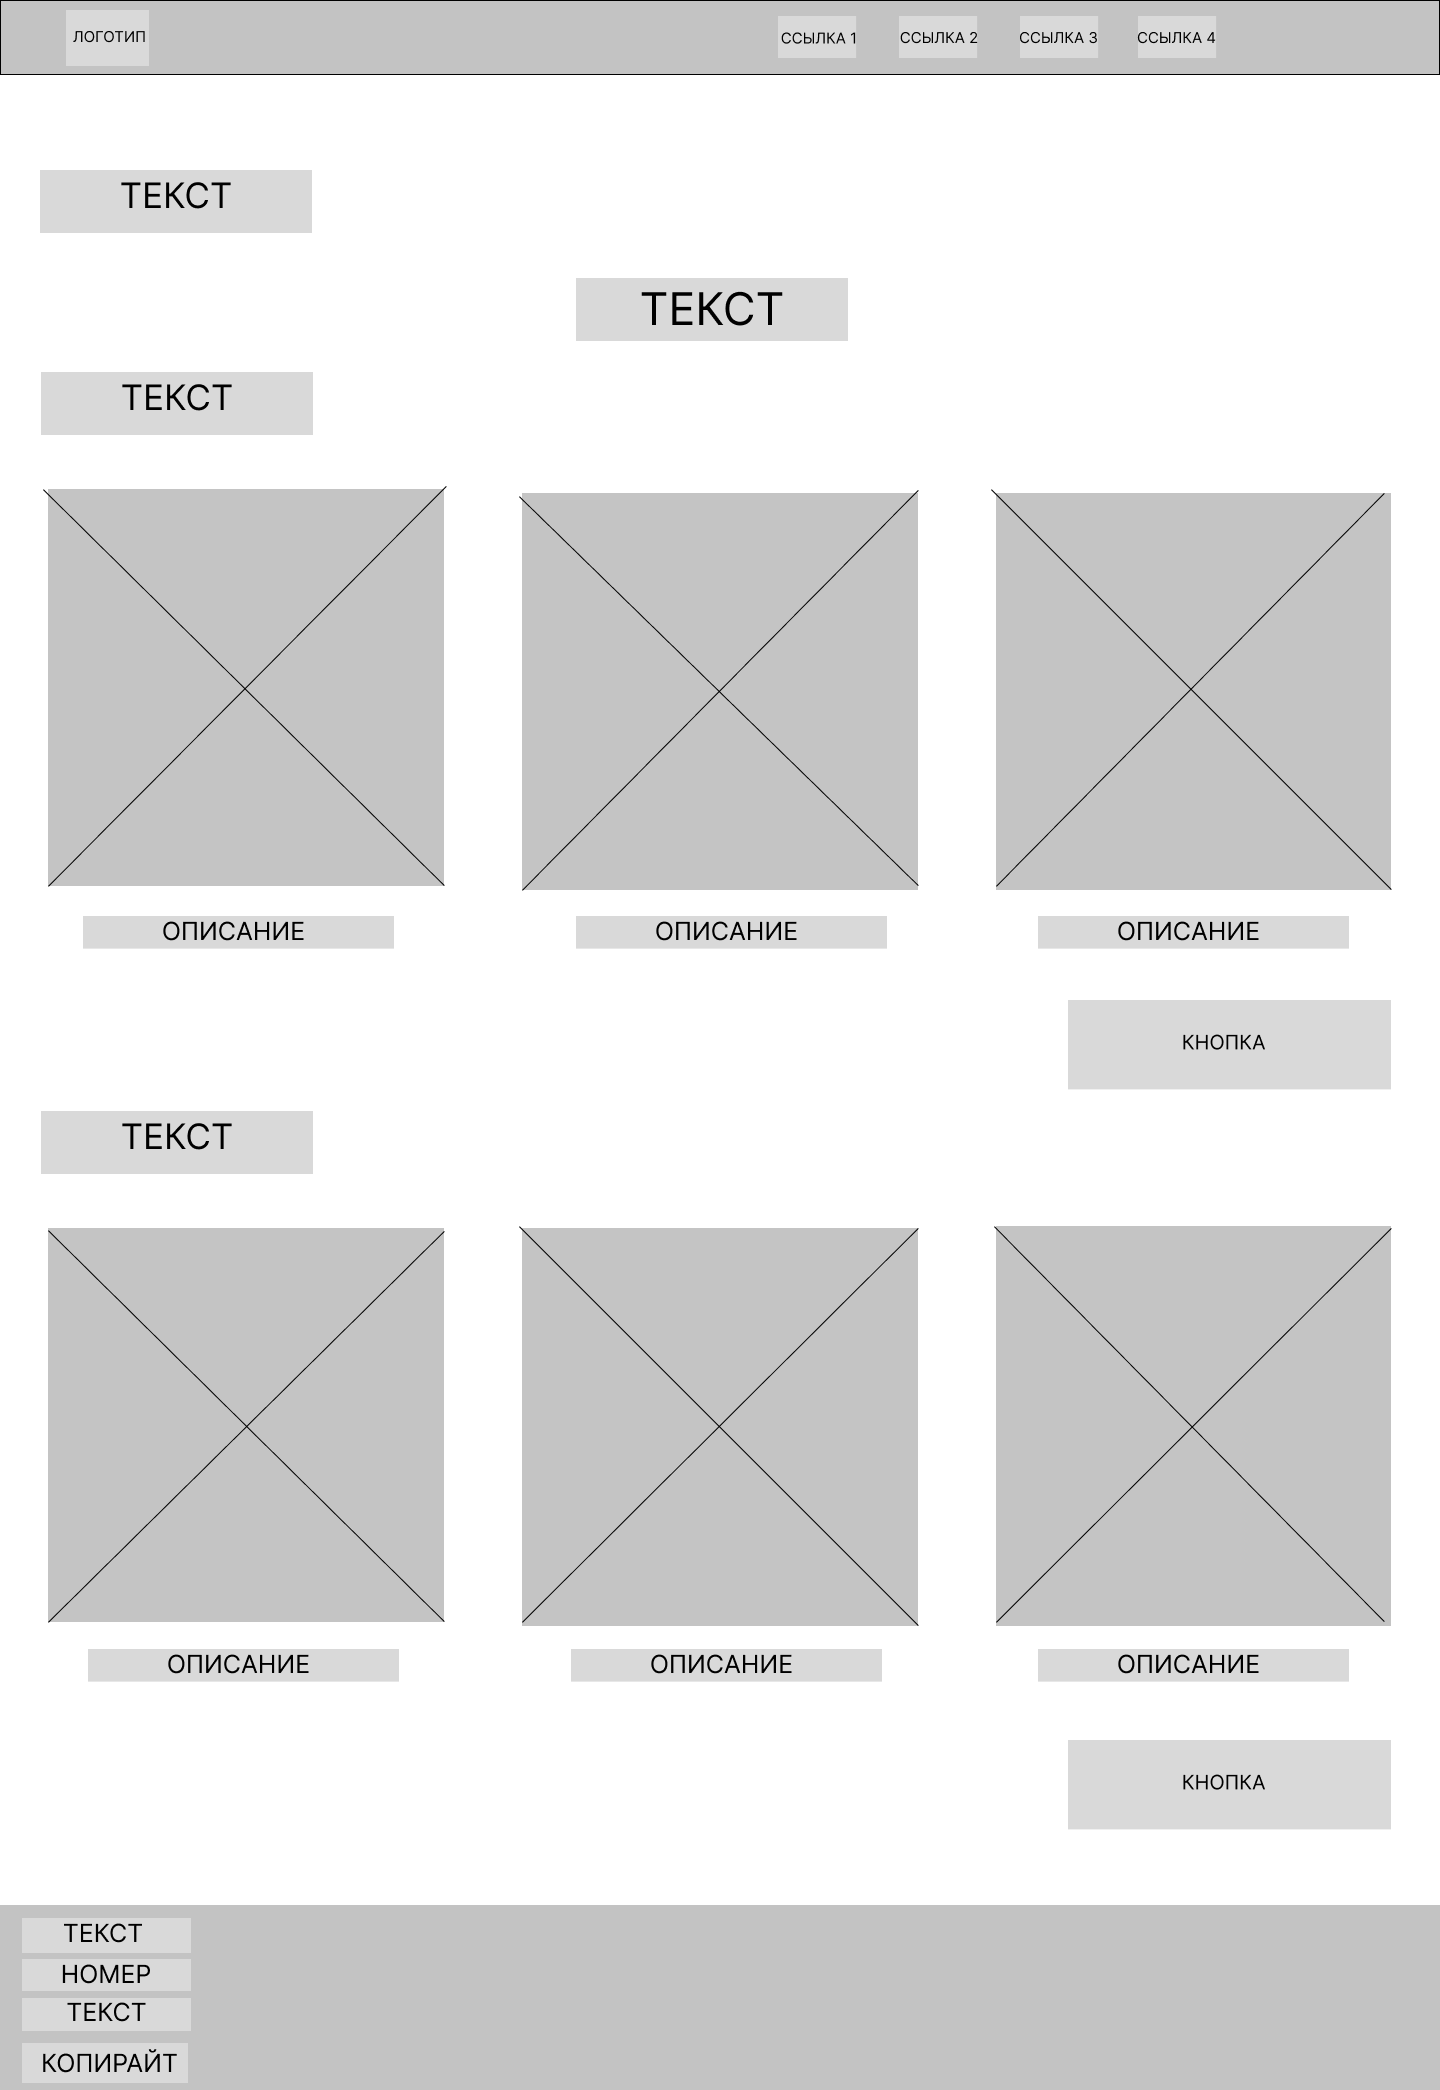 ЛОГОТИП
ССЫЛКА 1
ССЫЛКА 2
ССЫЛКА 3
ССЫЛКА 4
ТЕКСТ
ТЕКСТ
ТЕКСТ
ОПИСАНИЕ
ОПИСАНИЕ
ОПИСАНИЕ
КНОПКА
ТЕКСТ
ОПИСАНИЕ
ОПИСАНИЕ
ОПИСАНИЕ
КНОПКА
ТЕКСТ
НОМЕР
ТЕКСТ
КОПИРАЙТ